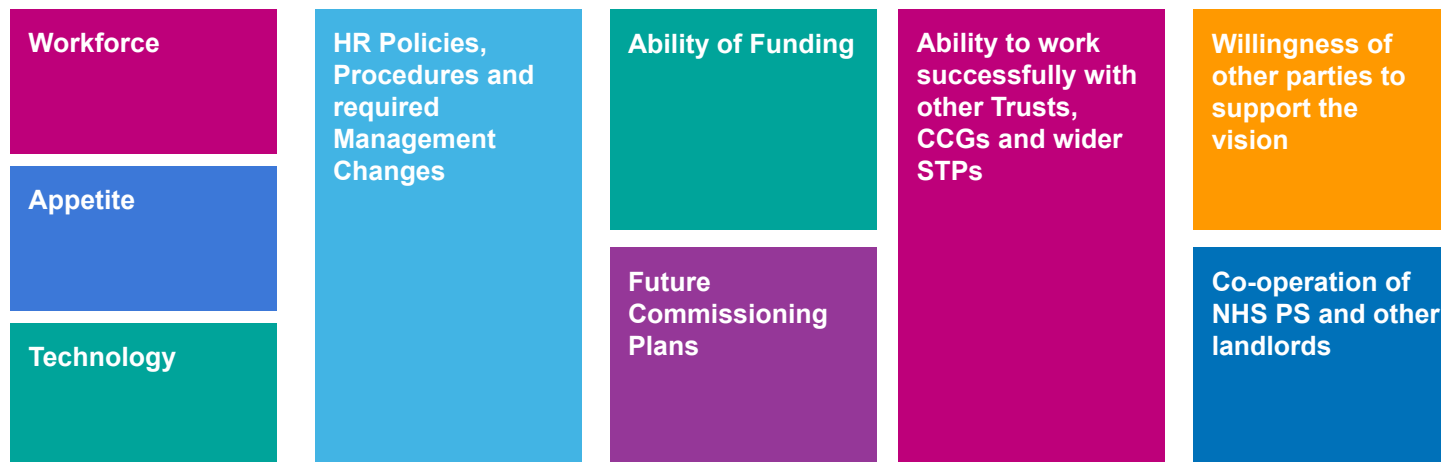 Workforce
Appetite
Technology
HR Policies,
Procedures and
required
Management
Changes
Ability of Funding
Future
Commissioning
Plans
Ability to work
successfully with
other Trusts,
CCGs and wider
STPs
Willingness of
other parties to
support the
vision
Co-operation of
NHS PS and other
landlords